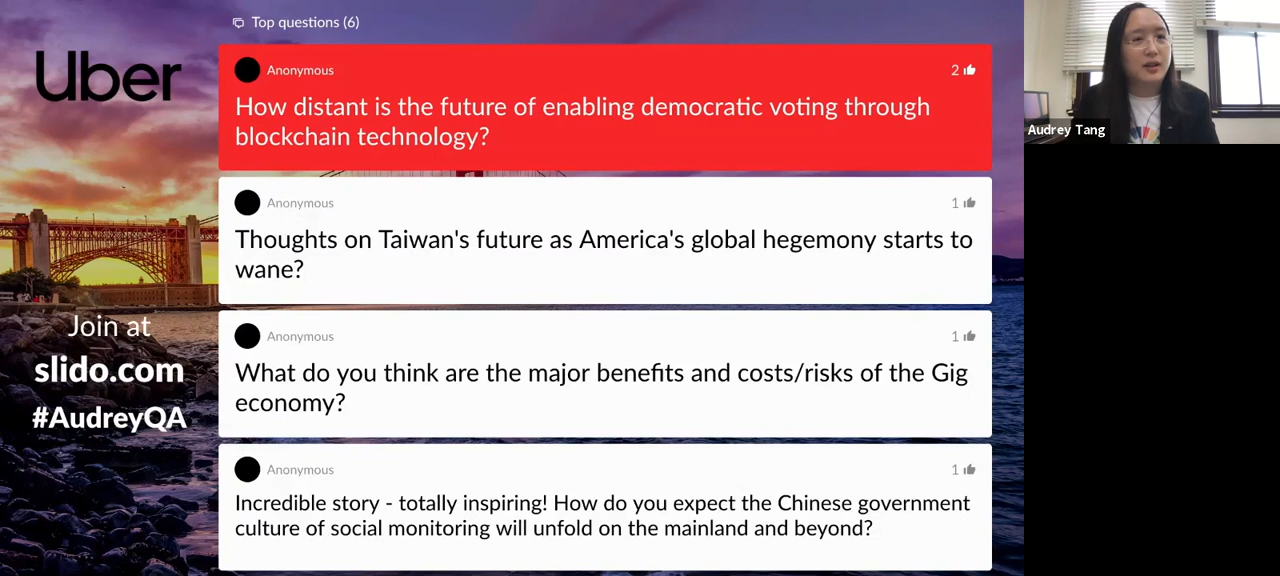 Top questions (6)
Uber
Anonymous
2
How distant is the future of enabling democratic voting through
blockchain technology?
Anonymous
1
Thoughts on Taiwan's future as America's global hegemony starts to
wane?
Anonymous
1
What do you think are the major benefits and costs/risks of the Gig
economy?
Anonymous
1
Incredible story - totally inspiring! How do you expect the Chinese government
culture of social monitoring will unfold on the mainland and beyond?
Join at
slido.com
#AudreyQA
Audrey Tang